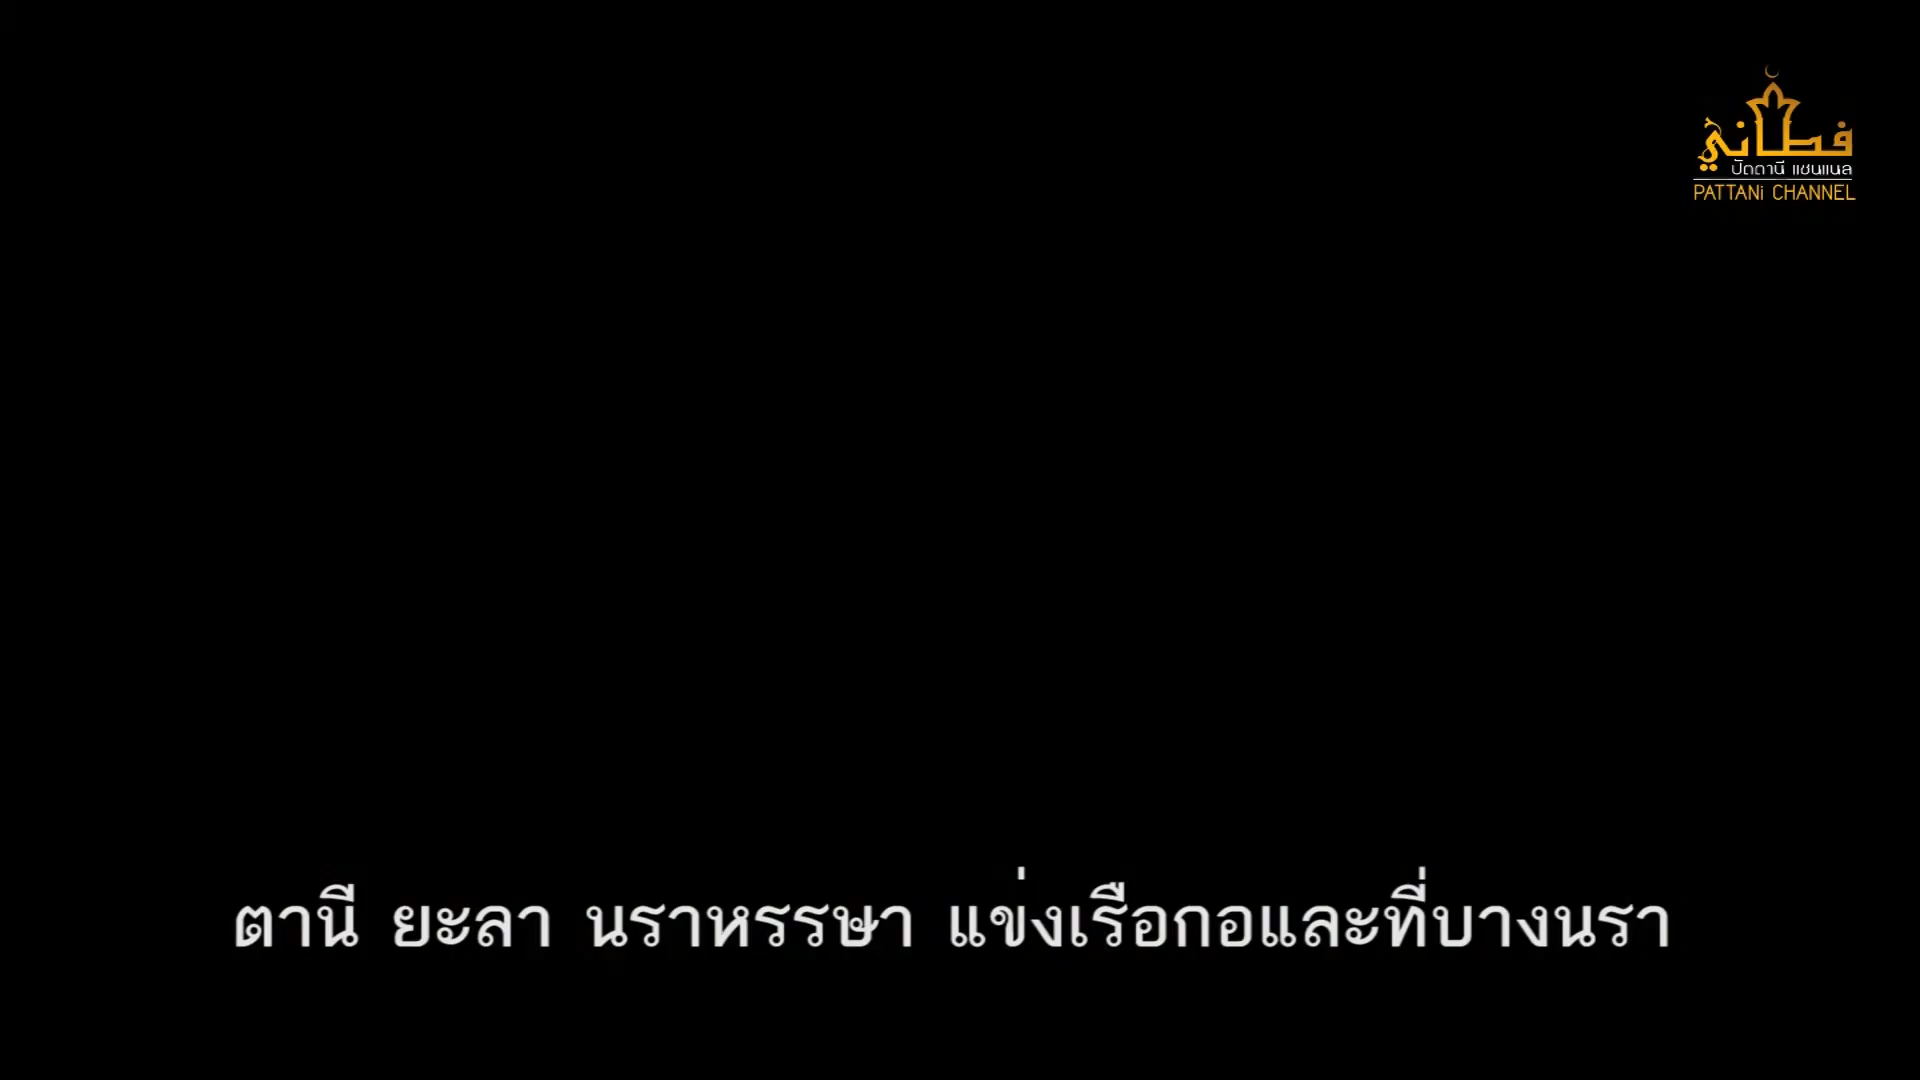 فطاني
ปัตตานี แชนแนล
PATTANi CHANNEL
ตานี ยะลา นราหรรษา แข่งเรือกอและที่บางนรา